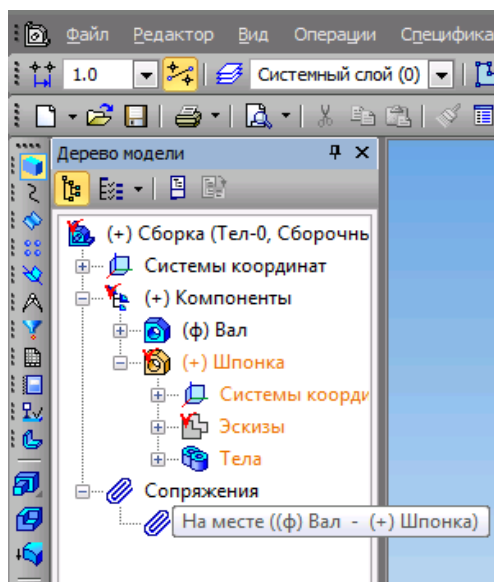 Файл Редактор Вид Операции Специфика
1.0 Системный слой (0)
Дерево модели
(+) Сборка (Тел-0, Сборочнь
Системы координат
(+) Компоненты
(ф) Вал
(+) Шпонка
Системы коорди
Эскизы
Тела
Сопряжения
На месте ((ф) Вал - (+) Шпонка)